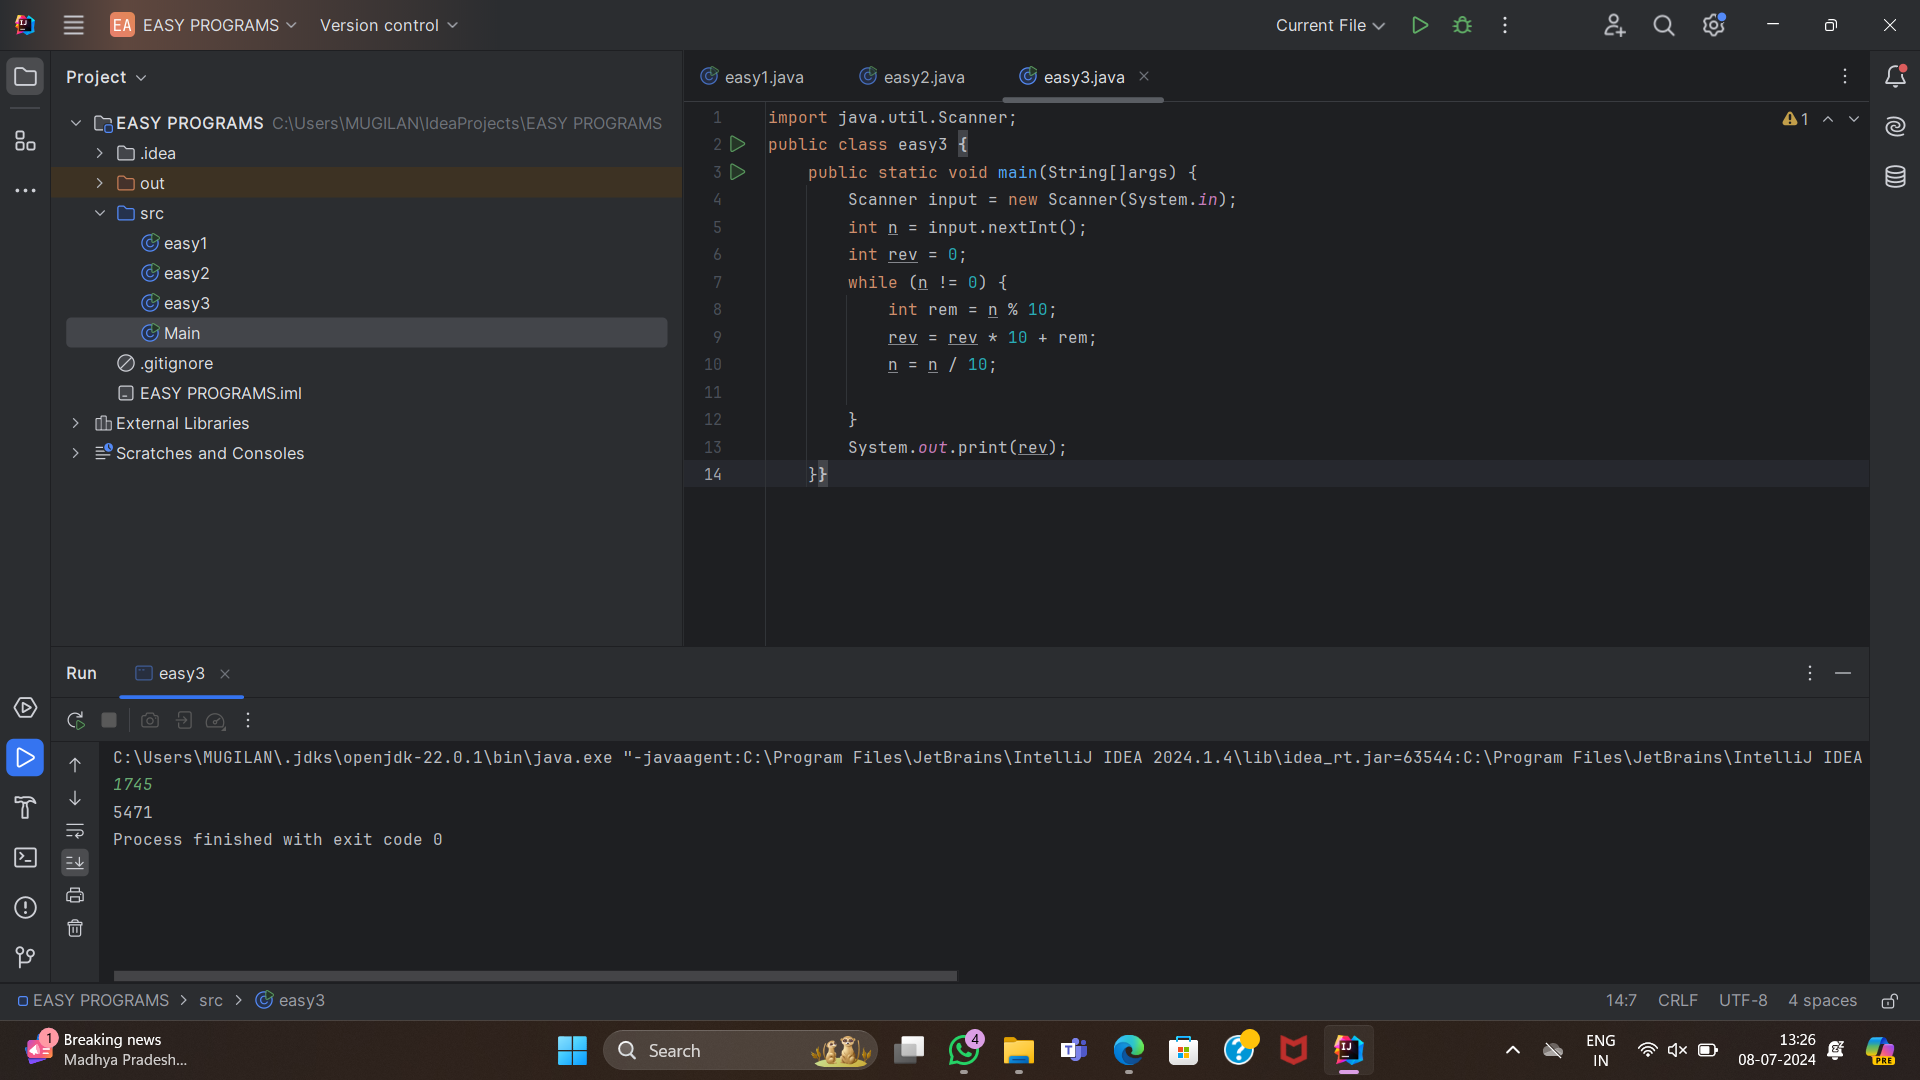 EA EASY PROGRAMS Version control Current File
Project
easy1.java easy2.java easy3.java
EASY PROGRAMS C:\Users\MUGILAN\IdeaProjects\EASY PROGRAMS
.idea
out
src
easy1
easy2
easy3
Main
.gitignore
EASY PROGRAMS.iml
External Libraries
Scratches and Consoles
1 import java.util.Scanner;
2 public class easy3 {
3 public static void main(String[]args) {
4 Scanner input = new Scanner(System.in);
5 int n = input.nextInt();
6 int rev = 0;
7 while (n != 0) {
8 int rem = n % 10;
9 rev = rev * 10 + rem;
10 n = n / 10;
11
12 }
13 System.out.print(rev);
14 }}
1
Run easy3
C:\Users\MUGILAN\.jdks\openjdk-22.0.1\bin\java.exe "-javaagent:C:\Program Files\JetBrains\IntelliJ IDEA 2024.1.4\lib\idea_rt.jar=63544:C:\Program Files\JetBrains\IntelliJ IDEA
1745
5471
Process finished with exit code 0
EASY PROGRAMS src easy3 14:7 CRLF UTF-8 4 spaces
1
Breaking news
Madhya Pradesh...
Search
4
ENG
IN
13:26
08-07-2024
PRE